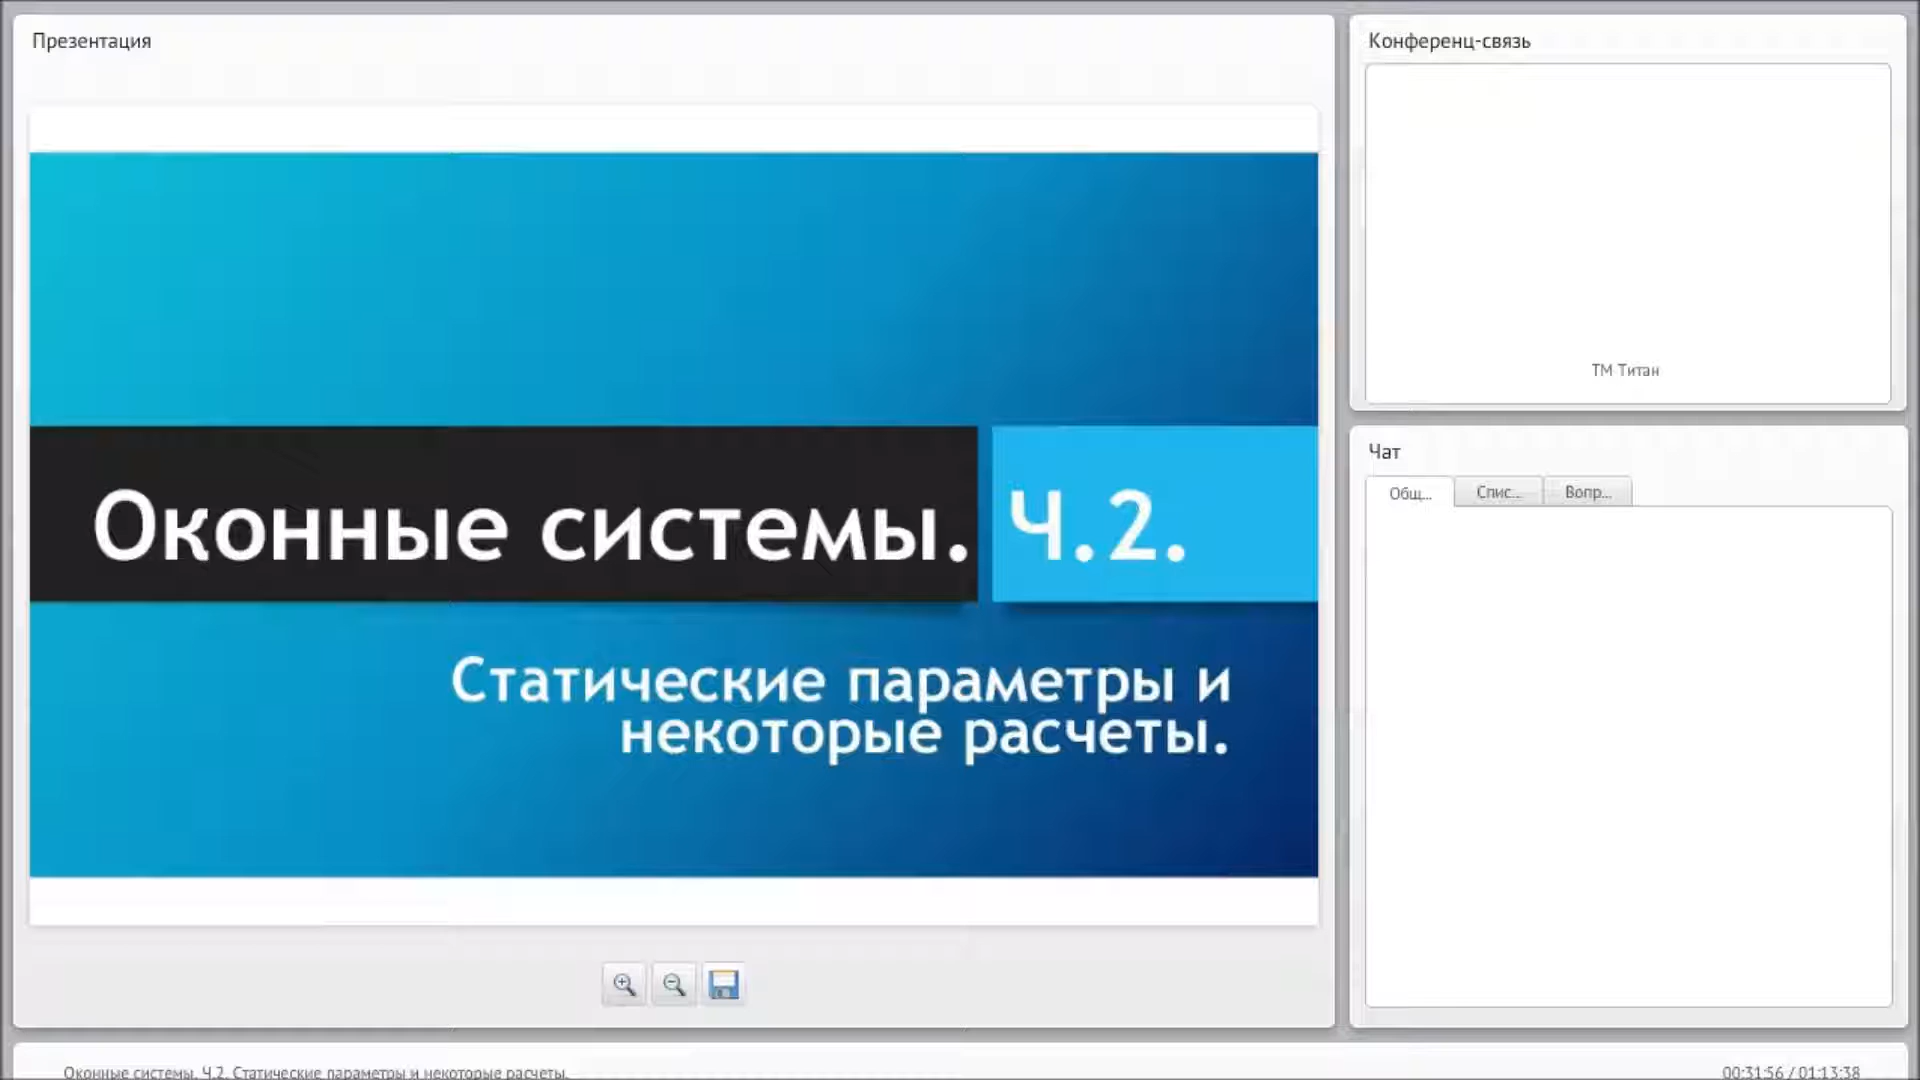 Презентация
Оконные системы. Ч.2.
Статические параметры и
некоторые расчеты.
Конференц-связь
ТМ Титан
Чат
Общ... Спис... Вопр...
Оконные системы. Ч.2. Статические параметры и некоторые расчеты.
00:31:56 / 01:13:38